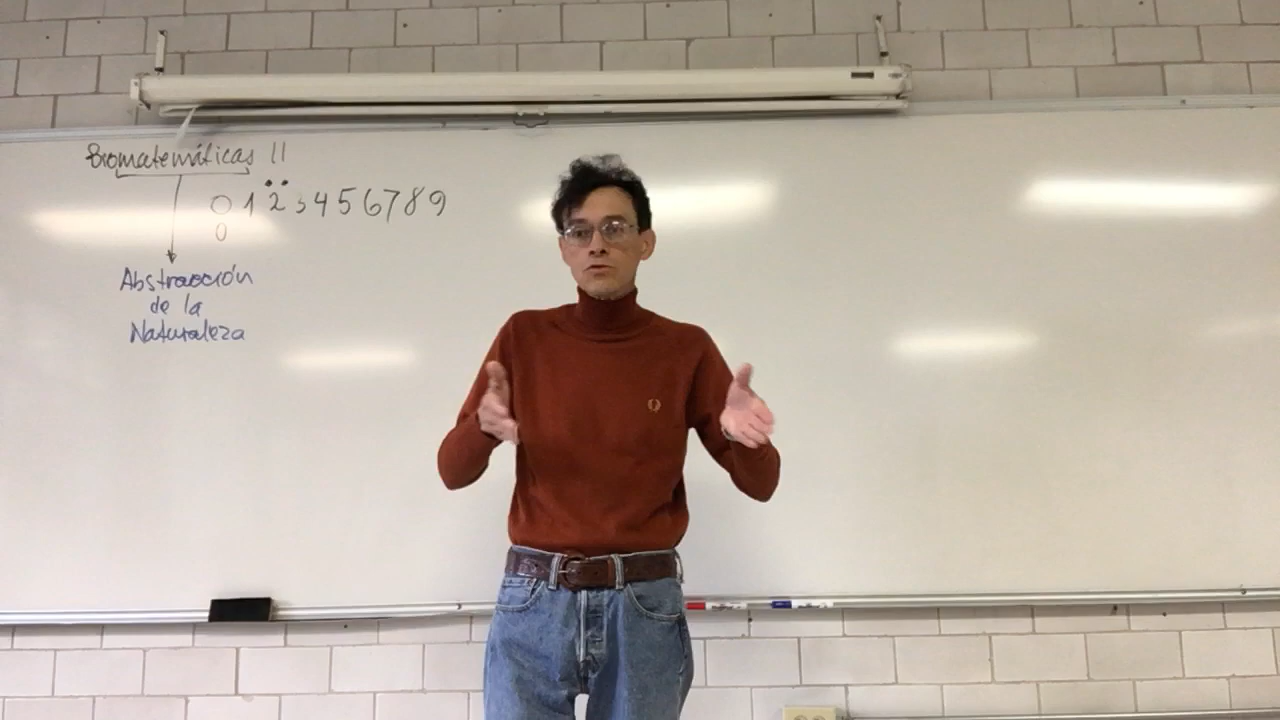 Biomatemáticas II
0 1 2 3 4 5 6 7 8 9
0
Abstracción
de la
Naturaleza